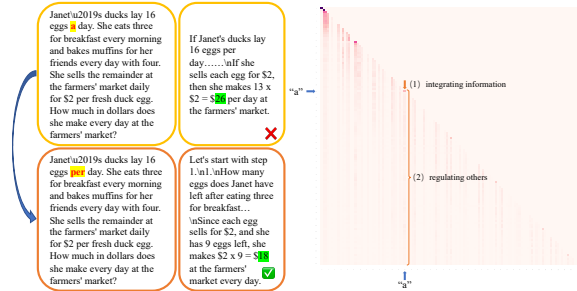 Janet\u2019s ducks lay 16
eggs a day. She eats three
for breakfast every morning
and bakes muffins for her
friends every day with four.
She sells the remainder at
the farmers' market daily
for $2 per fresh duck egg.
How much in dollars does
she make every day at the
farmers' market?
If Janet's ducks lay
16 eggs per
day……\nIf she
sells each egg for $2,
then she makes 13 x
$2 = $26 per day at
the farmers' market.
Janet\u2019s ducks lay 16
eggs per day. She eats three
for breakfast every morning
and bakes muffins for her
friends every day with four.
She sells the remainder at
the farmers' market daily
for $2 per fresh duck egg.
How much in dollars does
she make every day at the
farmers' market?
Let's start with step
1.\n1.\nHow many
eggs does Janet have
left after eating three
for breakfast…
\nSince each egg
sells for $2, and she
has 9 eggs left, she
makes $2 x 9 = $18
at the farmers'
market every day.
“a”
(1) integrating information
(2) regulating others
“a”